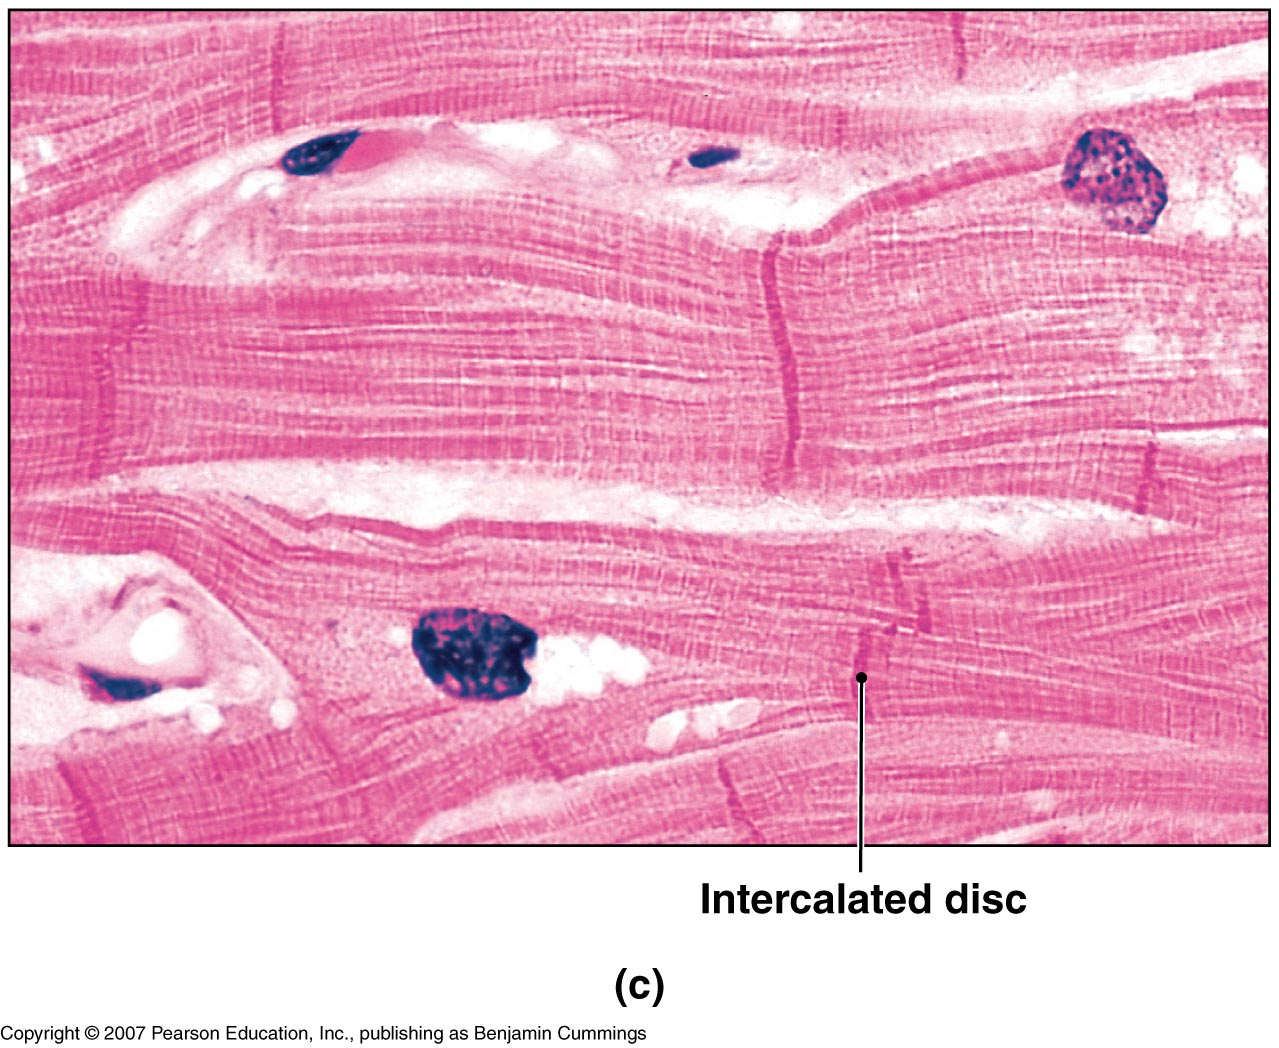 Intercalated disc
(c)
Copyright © 2007 Pearson Education, Inc., publishing as Benjamin Cummings